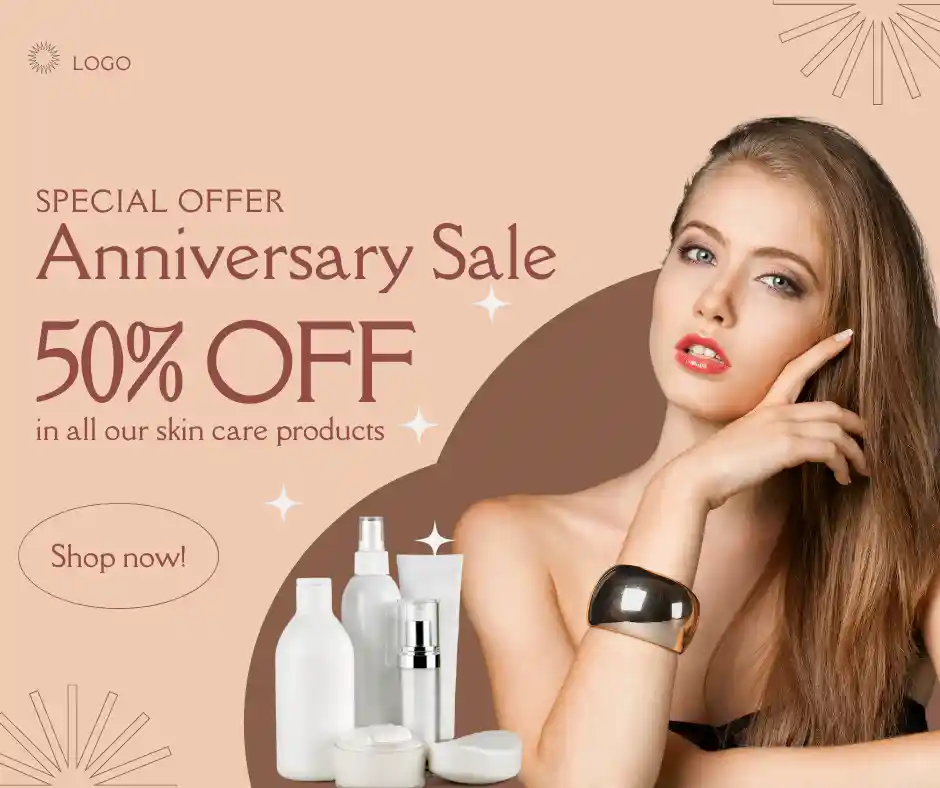 LOGO
SPECIAL OFFER
Anniversary Sale
50% OFF
in all our skin care products
Shop now!